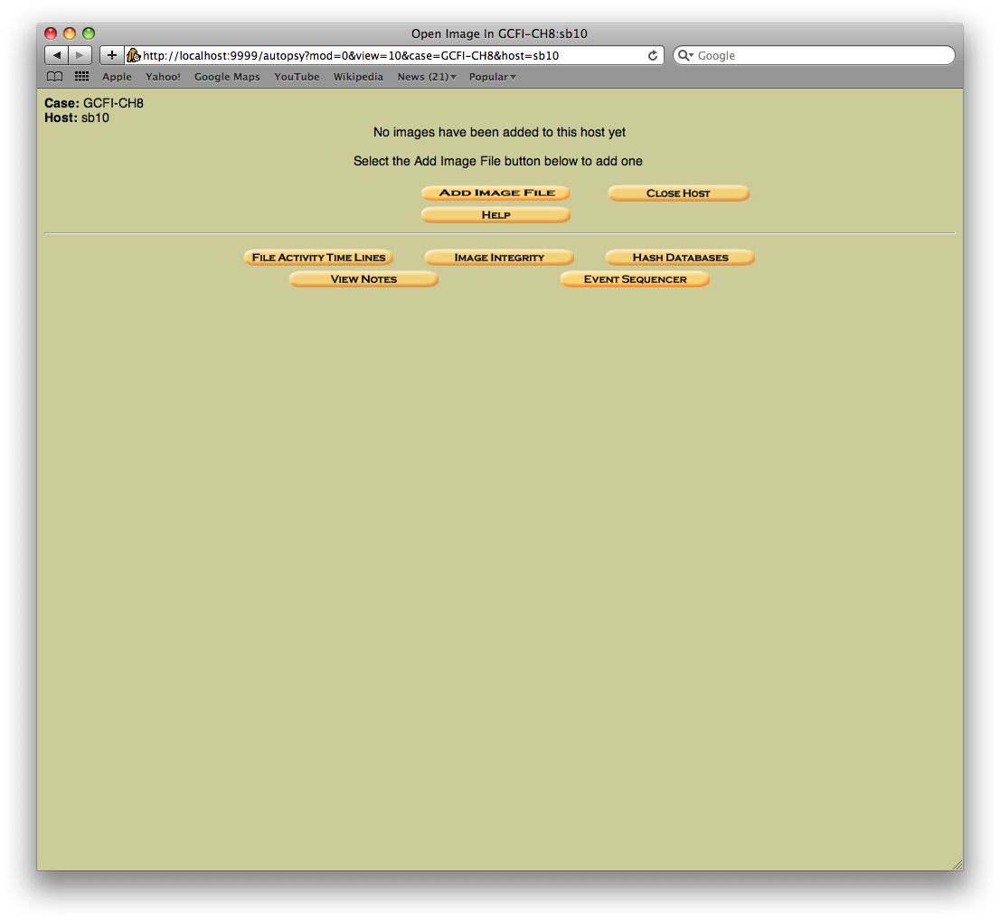 Open Image In GCFI-CH8:sb10
http://localhost:9999/autopsy?mod=0&view=10&case=GCFI-CH8&host=sb10 Google
Apple Yahoo! Google Maps YouTube Wikipedia News (21) Popular
Case: GCFI-CH8
Host: sb10
No images have been added to this host yet
Select the Add Image File button below to add one
ADD IMAGE FILE CLOSE HOST
HELP
FILE ACTIVITY TIME LINES IMAGE INTEGRITY HASH DATABASES
VIEW NOTES EVENT SEQUENCER